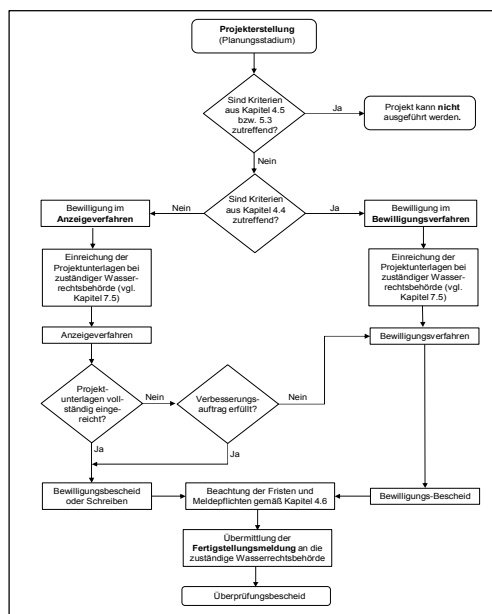 Projekterstellung
(Planungsstadium)
Sind Kriterien
aus Kapitel 4.5
bzw. 5.3
zutreffend?
Ja
Projekt kann nicht
ausgeführt werden.
Nein
Bewilligung im
Anzeigeverfahren
Nein
Sind Kriterien
aus Kapitel 4.4
zutreffend?
Ja
Bewilligung im
Bewilligungsverfahren
Einreichung der
Projektunterlagen bei
zuständiger Wasser-
rechtsbehörde (vgl.
Kapitel 7.5)
Einreichung der
Projektunterlagen bei
zuständiger Wasser-
rechtsbehörde (vgl.
Kapitel 7.5)
Anzeigeverfahren
Bewilligungsverfahren
Projekt-
unterlagen voll-
ständig einge-
reicht?
Nein
Verbesserungs-
auftrag erfüllt?
Nein
Ja
Ja
Bewilligungsbescheid
oder Schreiben
Beachtung der Fristen und
Meldepflichten gemäß Kapitel 4.6
Bewilligungs-Bescheid
Übermittlung der
Fertigstellungsmeldung an die
zuständige Wasserrechtsbehörde
Überprüfungsbescheid